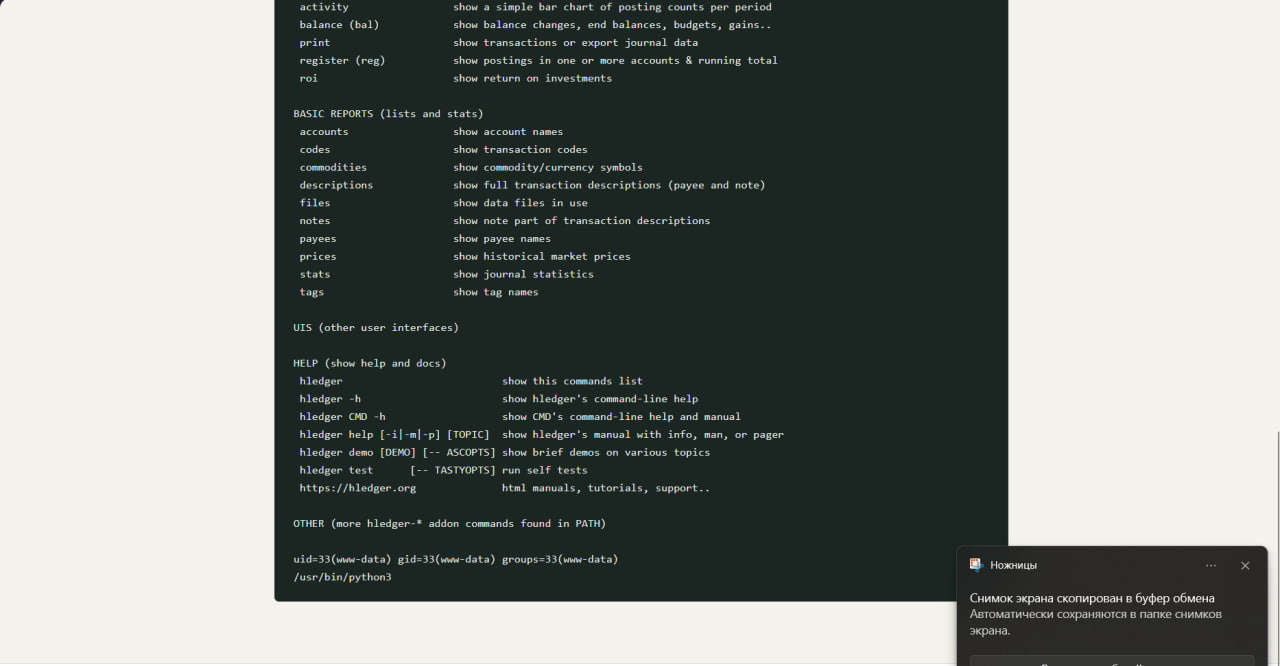 activity show a simple bar chart of posting counts per period
balance (bal) show balance changes, end balances, budgets, gains..
print show transactions or export journal data
register (reg) show postings in one or more accounts & running total
roi show return on investments
BASIC REPORTS (lists and stats)
accounts show account names
codes show transaction codes
commodities show commodity/currency symbols
descriptions show full transaction descriptions (payee and note)
files show data files in use
notes show note part of transaction descriptions
payees show payee names
prices show historical market prices
stats show journal statistics
tags show tag names
UIS (other user interfaces)
HELP (show help and docs)
hledger show this commands list
hledger -h show hledger's command-line help
hledger CMD -h show CMD's command-line help and manual
hledger help [-i|-m|-p] [TOPIC] show hledger's manual with info, man, or pager
hledger demo [DEMO] [-- ASCOPTS] show brief demos on various topics
hledger test [-- TASTYOPTS] run self tests
https://hledger.org html manuals, tutorials, support..
OTHER (more hledger-* addon commands found in PATH)
uid=33(www-data) gid=33(www-data) groups=33(www-data)
/usr/bin/python3
Ножницы
Снимок экрана скопирован в буфер обмена
Автоматически сохраняются в папке снимков
экрана.